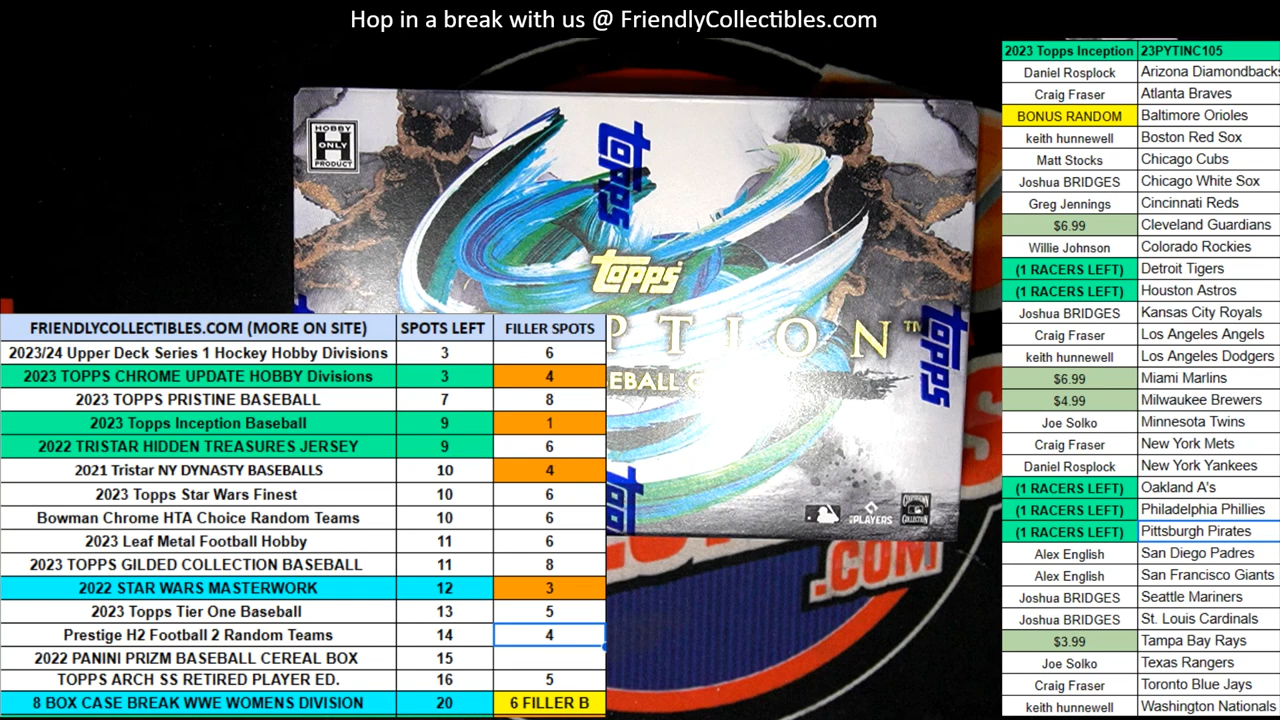 Hop in a break with us @ FriendlyCollectibles.com
HOBBY
ONLY
H
PRODUCT
topps
topps
PTION™
EBALL
topps
topps
MLB
PLAYERS
.COM
FRIENDLYCOLLECTIBLES.COM (MORE ON SITE) SPOTS LEFT FILLER SPOTS
2023/24 Upper Deck Series 1 Hockey Hobby Divisions 3 6
2023 TOPPS CHROME UPDATE HOBBY Divisions 3 4
2023 TOPPS PRISTINE BASEBALL 7 8
2023 Topps Inception Baseball 9 1
2022 TRISTAR HIDDEN TREASURES JERSEY 9 6
2021 Tristar NY DYNASTY BASEBALLS 10 4
2023 Topps Star Wars Finest 10 6
Bowman Chrome HTA Choice Random Teams 10 6
2023 Leaf Metal Football Hobby 11 6
2023 TOPPS GILDED COLLECTION BASEBALL 11 8
2022 STAR WARS MASTERWORK 12 3
2023 Topps Tier One Baseball 13 5
Prestige H2 Football 2 Random Teams 14 4
2022 PANINI PRIZM BASEBALL CEREAL BOX 15
TOPPS ARCH SS RETIRED PLAYER ED. 16 5
8 BOX CASE BREAK WWE WOMENS DIVISION 20 6 FILLER B
2023 Topps Inception 23PYTINC105
Daniel Rosplock Arizona Diamondbacks
Craig Fraser Atlanta Braves
BONUS RANDOM Baltimore Orioles
keith hunnewell Boston Red Sox
Matt Stocks Chicago Cubs
Joshua BRIDGES Chicago White Sox
Greg Jennings Cincinnati Reds
$6.99 Cleveland Guardians
Willie Johnson Colorado Rockies
(1 RACERS LEFT) Detroit Tigers
(1 RACERS LEFT) Houston Astros
Joshua BRIDGES Kansas City Royals
Craig Fraser Los Angeles Angels
keith hunnewell Los Angeles Dodgers
$6.99 Miami Marlins
$4.99 Milwaukee Brewers
Joe Solko Minnesota Twins
Craig Fraser New York Mets
Daniel Rosplock New York Yankees
(1 RACERS LEFT) Oakland A's
(1 RACERS LEFT) Philadelphia Phillies
(1 RACERS LEFT) Pittsburgh Pirates
Alex English San Diego Padres
Alex English San Francisco Giants
Joshua BRIDGES Seattle Mariners
Joshua BRIDGES St. Louis Cardinals
$3.99 Tampa Bay Rays
Joe Solko Texas Rangers
Craig Fraser Toronto Blue Jays
keith hunnewell Washington Nationals